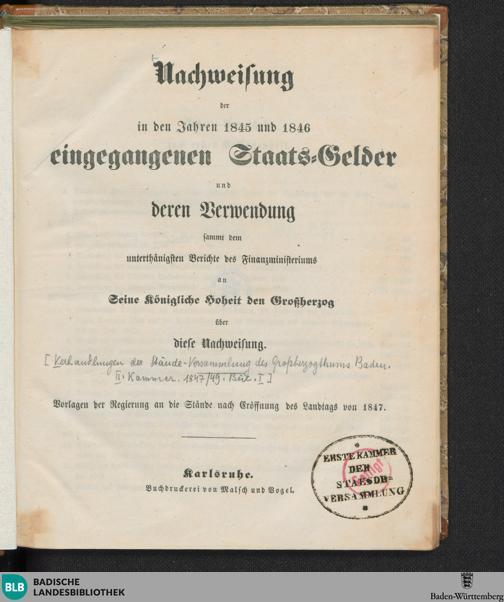 Nachweisung
der
in den Jahren 1845 und 1846
eingegangenen Staats-Gelder
und
deren Verwendung
sammt dem
unterthänigsten Berichte des Finanzministeriums
an
Seine Königliche Hoheit den Großherzog
über
diese Nachweisung.
[Verhandlungen der Stände-Versammlung des Großherzogthums Baden.
II. Kammer. 1847/49. Beil. I]
Vorlagen der Regierung an die Stände nach Eröffnung des Landtags von 1847.
Karlsruhe.
Buchdruckerei von Malsch und Vogel.
ERSTE KAMMER
DER
STAENDE-
VERSAMMLUNG
BLB
BADISCHE
LANDESBIBLIOTHEK
Baden-Württemberg